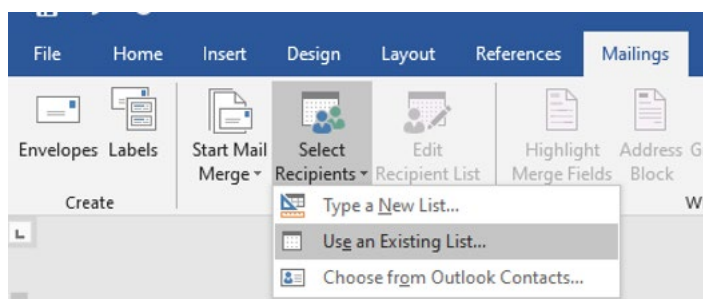 File Home Insert Design Layout References Mailings
Envelopes Labels Start Mail Select Edit Highlight Address G
Merge Recipients Recipient List Merge Fields Block
Create W
Type a New List...
Use an Existing List...
Choose from Outlook Contacts...